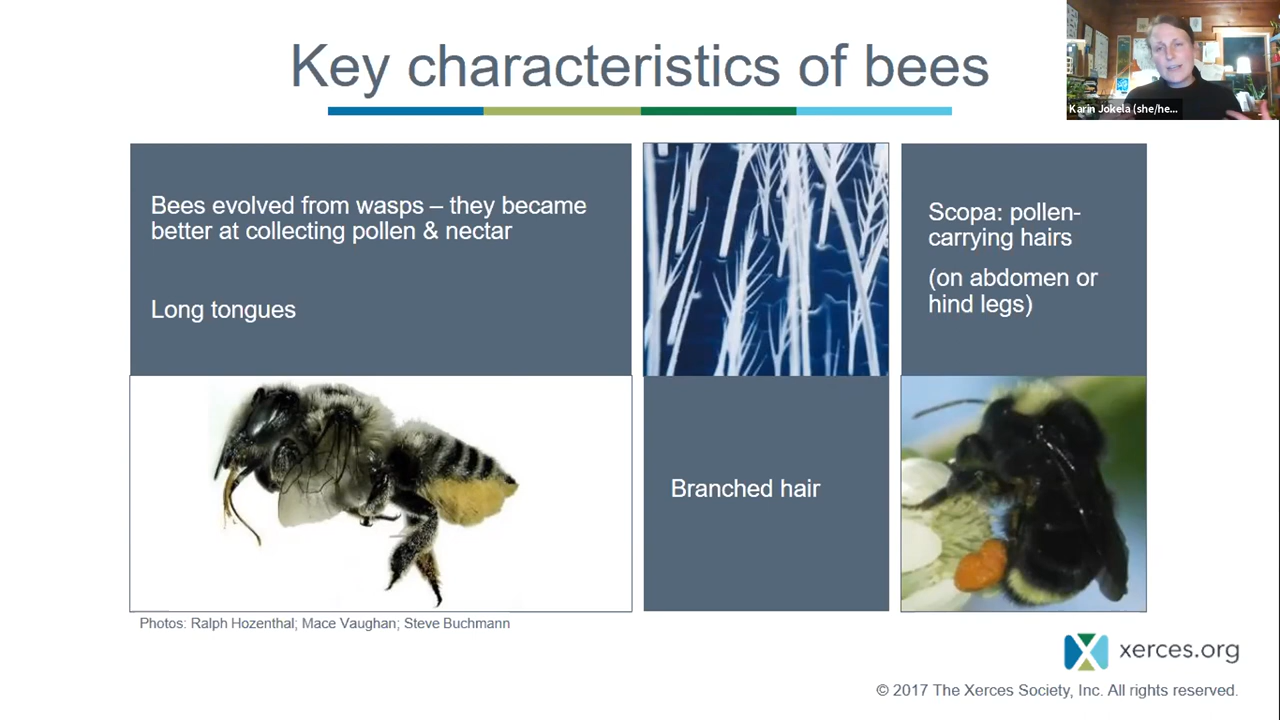 Key characteristics of bees
Karin Jokela (she/he...
Bees evolved from wasps – they became
better at collecting pollen & nectar
Long tongues
Scopa: pollen-
carrying hairs
(on abdomen or
hind legs)
Branched hair
Photos: Ralph Hozenthal; Mace Vaughan; Steve Buchmann
xerces.org
© 2017 The Xerces Society, Inc. All rights reserved.